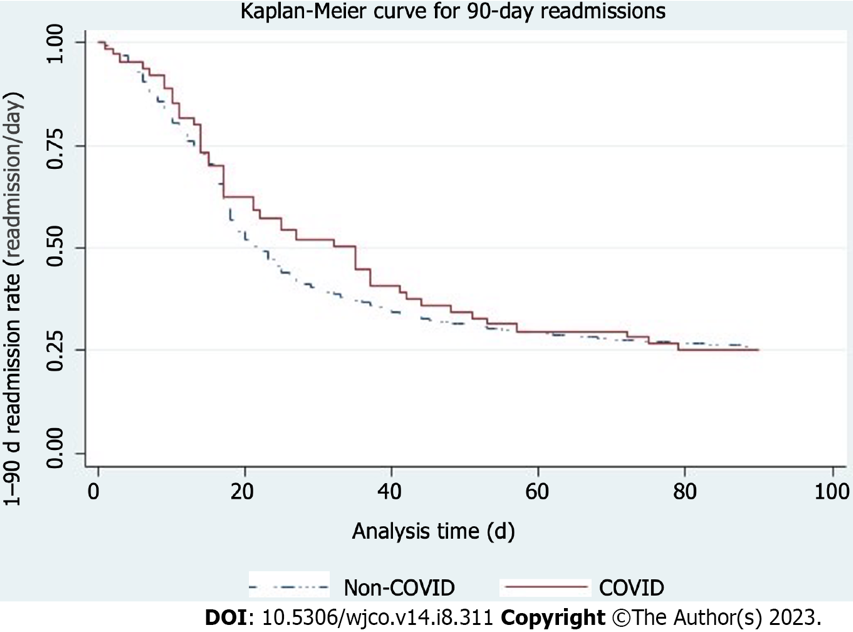 Kaplan-Meier curve for 90-day readmissions
1–90 d readmission rate (readmission/day)
1.00
0.75
0.50
0.25
0.00
0 20 40 60 80 100
Analysis time (d)
Non-COVID COVID
DOI: 10.5306/wjco.v14.i8.311 Copyright ©The Author(s) 2023.